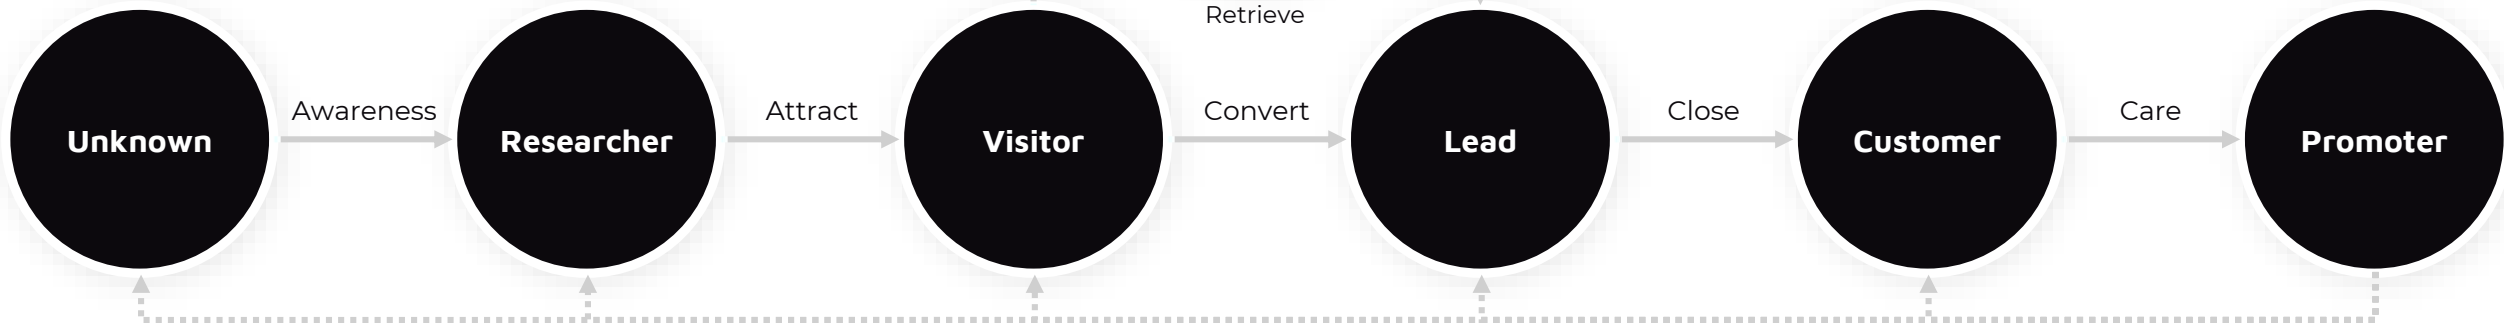 Retrieve
Awareness
Attract
Convert
Close
Care
Unknown
Researcher
Visitor
Lead
Customer
Promoter